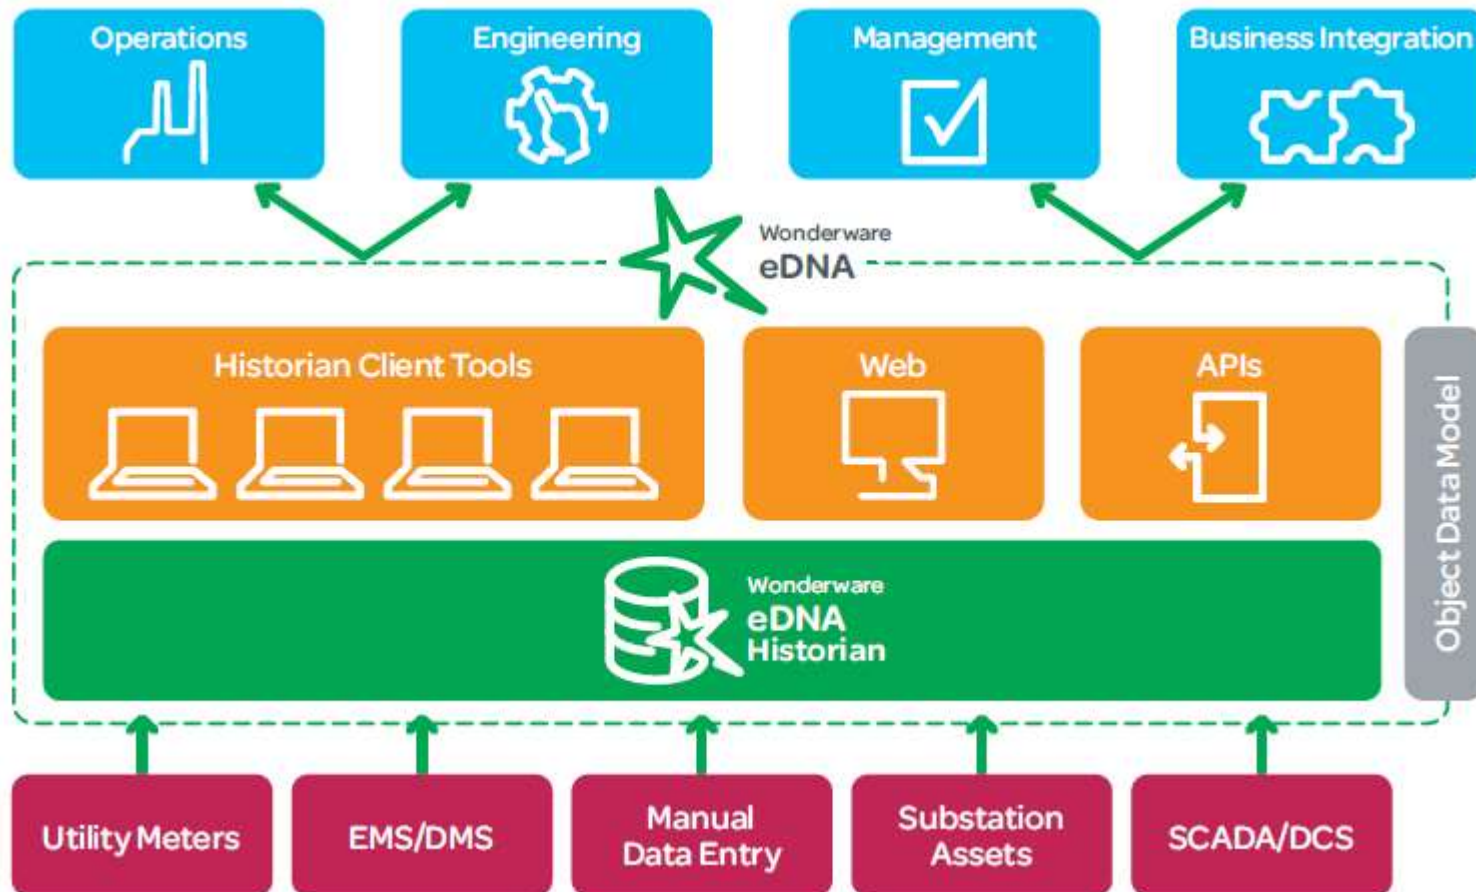 Operations
Engineering
Management
Business Integration
Wonderware
eDNA
Historian Client Tools
Web
APIs
Object Data Model
Wonderware
eDNA
Historian
Utility Meters
EMS/DMS
Manual
Data Entry
Substation
Assets
SCADA/DCS